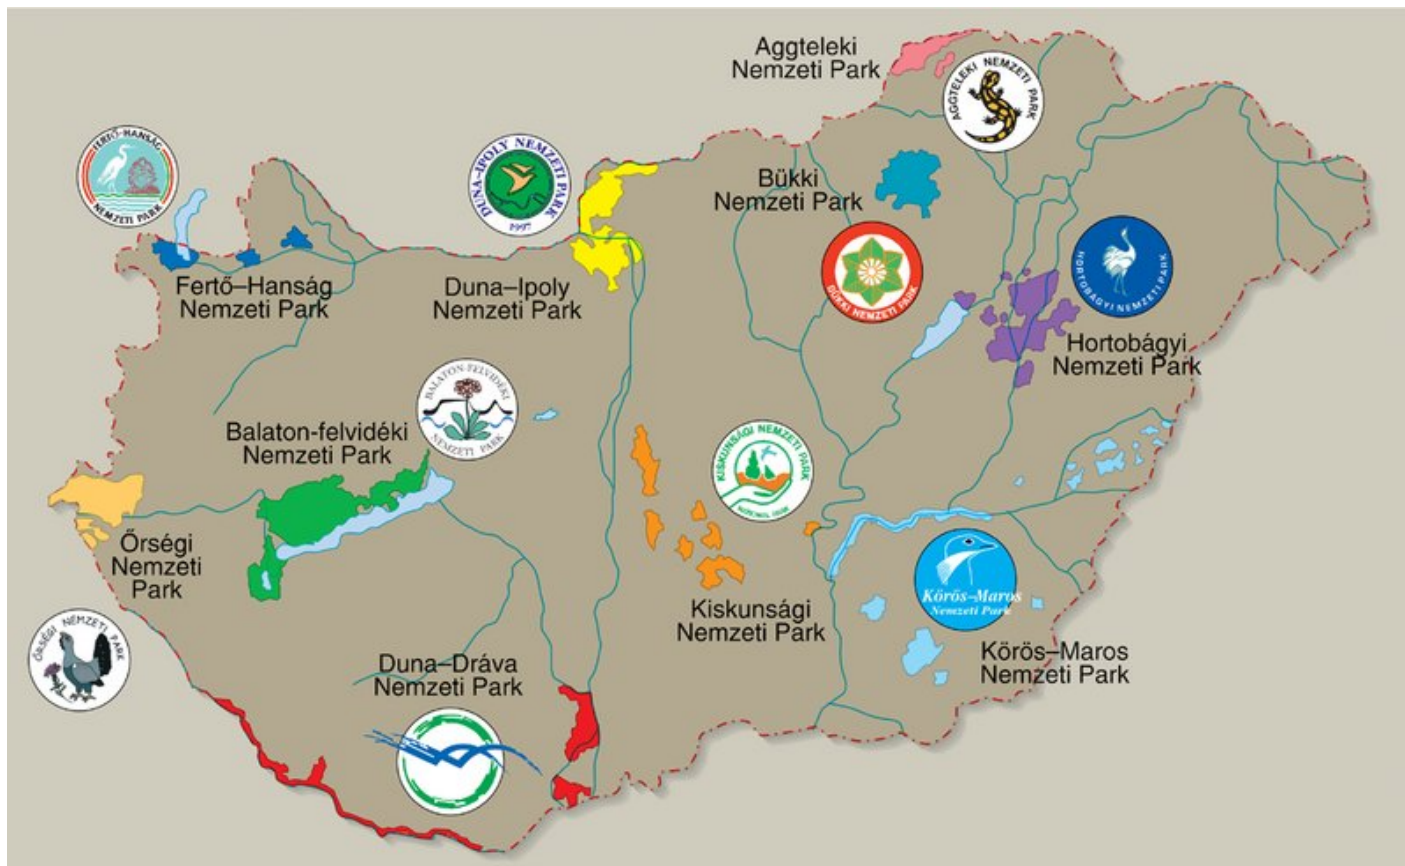 Aggteleki
Nemzeti Park
AGGTELEKI NEMZETI PARK
FERTŐ–HANSÁG
NEMZETI PARK
DUNA–IPOLY NEMZETI PARK
1997
Bükki
Nemzeti Park
BÜKKI NEMZETI PARK
HORTOBÁGYI NEMZETI PARK
Fertő–Hanság
Nemzeti Park
Duna–Ipoly
Nemzeti Park
Hortobágyi
Nemzeti Park
BALATON-FELVIDÉKI
NEMZETI PARK
Balaton-felvidéki
Nemzeti Park
KISKUNSÁGI NEMZETI PARK
Őrségi
Nemzeti
Park
Körös–Maros
Nemzeti Park
Kiskunsági
Nemzeti Park
ŐRSÉGI NEMZETI PARK
Duna–Dráva
Nemzeti Park
Körös–Maros
Nemzeti Park